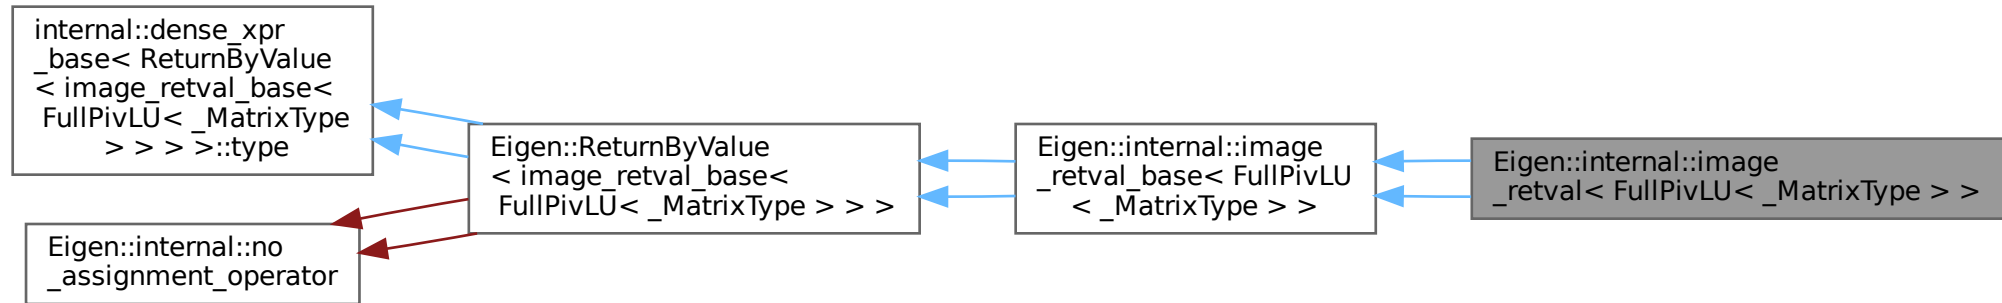 internal::dense_xpr
_base< ReturnByValue
< image_retval_base<
FullPivLU< _MatrixType
> > > >::type
Eigen::internal::no
_assignment_operator
Eigen::ReturnByValue
< image_retval_base<
FullPivLU< _MatrixType > > >
Eigen::internal::image
_retval_base< FullPivLU
< _MatrixType > >
Eigen::internal::image
_retval< FullPivLU< _MatrixType > >